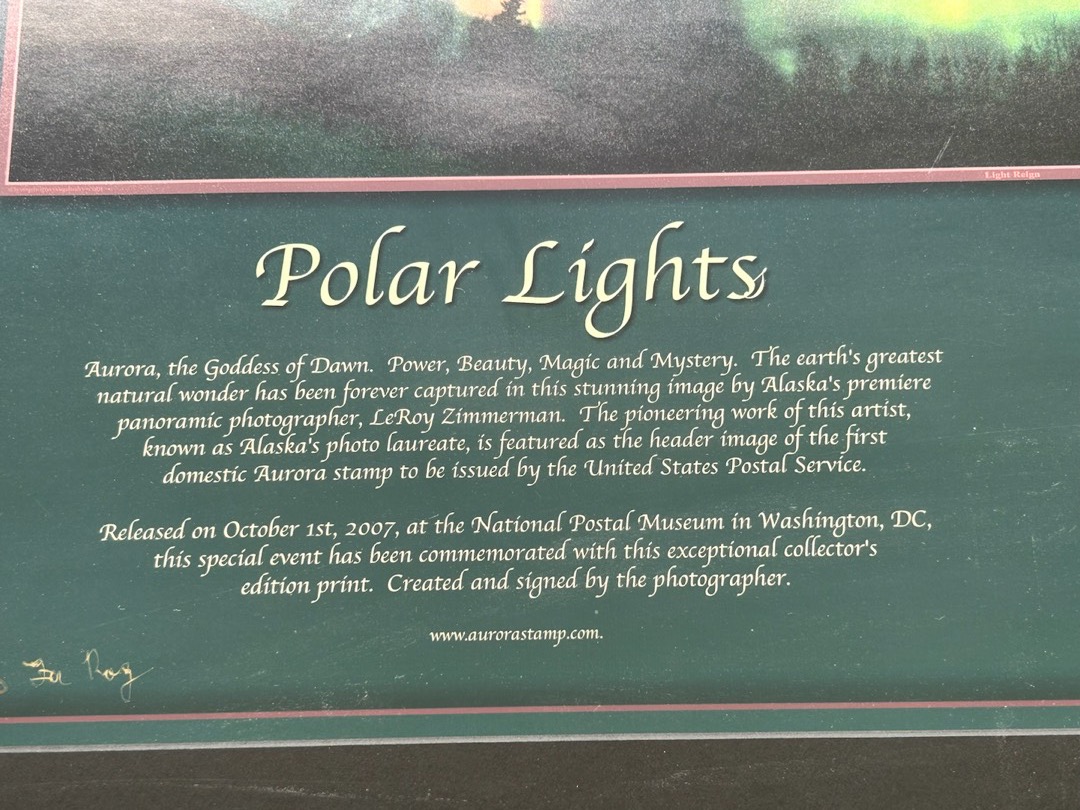 Light Reign
Polar Lights
Aurora, the Goddess of Dawn. Power, Beauty, Magic and Mystery. The earth's greatest
natural wonder has been forever captured in this stunning image by Alaska's premiere
panoramic photographer, LeRoy Zimmerman. The pioneering work of this artist,
known as Alaska's photo laureate, is featured as the header image of the first
domestic Aurora stamp to be issued by the United States Postal Service.
Released on October 1st, 2007, at the National Postal Museum in Washington, DC,
this special event has been commemorated with this exceptional collector's
edition print. Created and signed by the photographer.
www.aurorastamp.com.